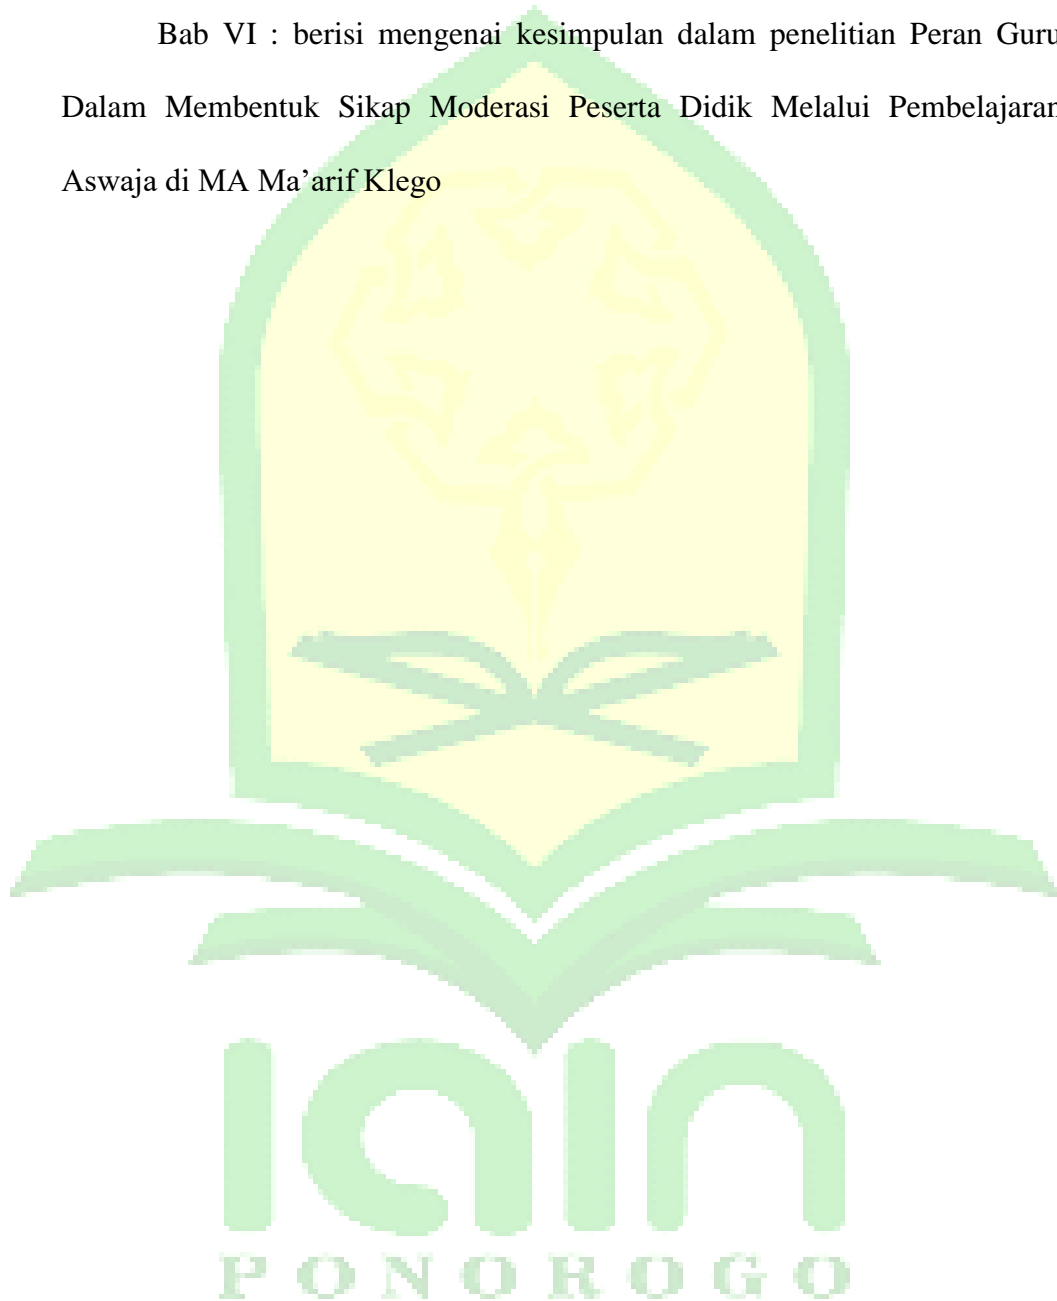 Bab VI : berisi mengenai kesimpulan dalam penelitian Peran Guru
Dalam Membentuk Sikap Moderasi Peserta Didik Melalui Pembelajaran
Aswaja di MA Ma’arif Klego
iain
PONOROGO